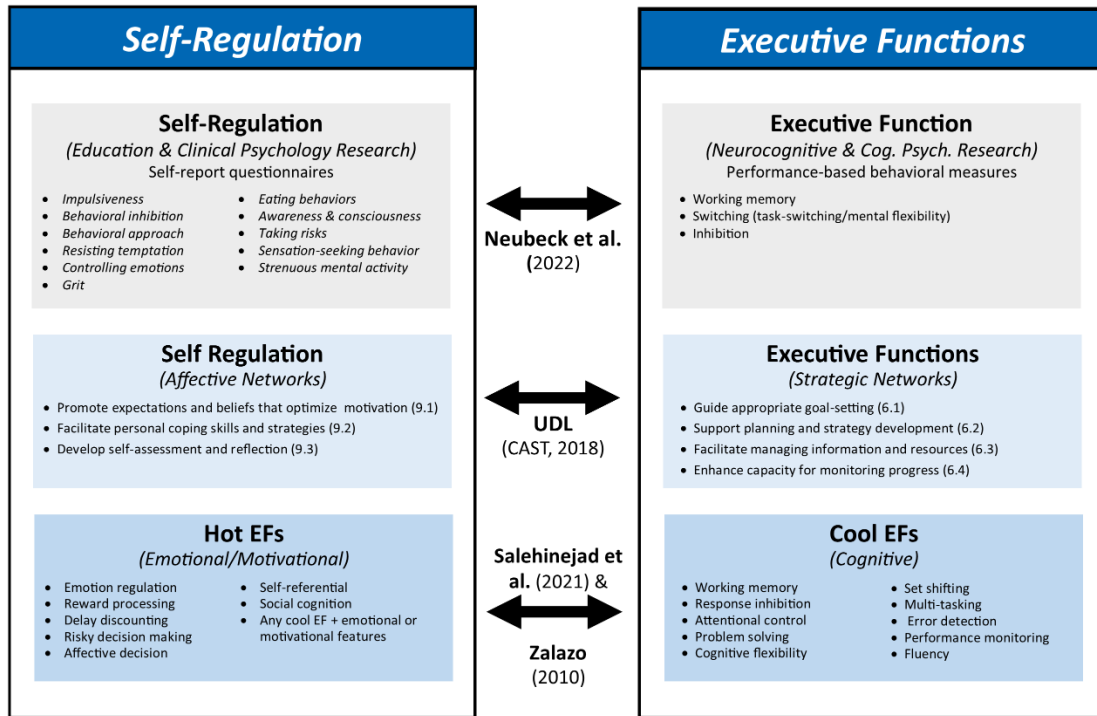 Self-Regulation
Self-Regulation
(Education & Clinical Psychology Research)
Self-report questionnaires
• Impulsiveness
• Behavioral inhibition
• Behavioral approach
• Resisting temptation
• Controlling emotions
• Grit
• Eating behaviors
• Awareness & consciousness
• Taking risks
• Sensation-seeking behavior
• Strenuous mental activity
Self Regulation
(Affective Networks)
• Promote expectations and beliefs that optimize motivation (9.1)
• Facilitate personal coping skills and strategies (9.2)
• Develop self-assessment and reflection (9.3)
Hot EFs
(Emotional/Motivational)
• Emotion regulation
• Reward processing
• Delay discounting
• Risky decision making
• Affective decision
• Self-referential
• Social cognition
• Any cool EF + emotional or
motivational features
Neubeck et al.
(2022)
UDL
(CAST, 2018)
Salehinejad et
al. (2021) &
Zalazo
(2010)
Executive Functions
Executive Function
(Neurocognitive & Cog. Psych. Research)
Performance-based behavioral measures
• Working memory
• Switching (task-switching/mental flexibility)
• Inhibition
Executive Functions
(Strategic Networks)
• Guide appropriate goal-setting (6.1)
• Support planning and strategy development (6.2)
• Facilitate managing information and resources (6.3)
• Enhance capacity for monitoring progress (6.4)
Cool EFs
(Cognitive)
• Working memory
• Response inhibition
• Attentional control
• Problem solving
• Cognitive flexibility
• Set shifting
• Multi-tasking
• Error detection
• Performance monitoring
• Fluency